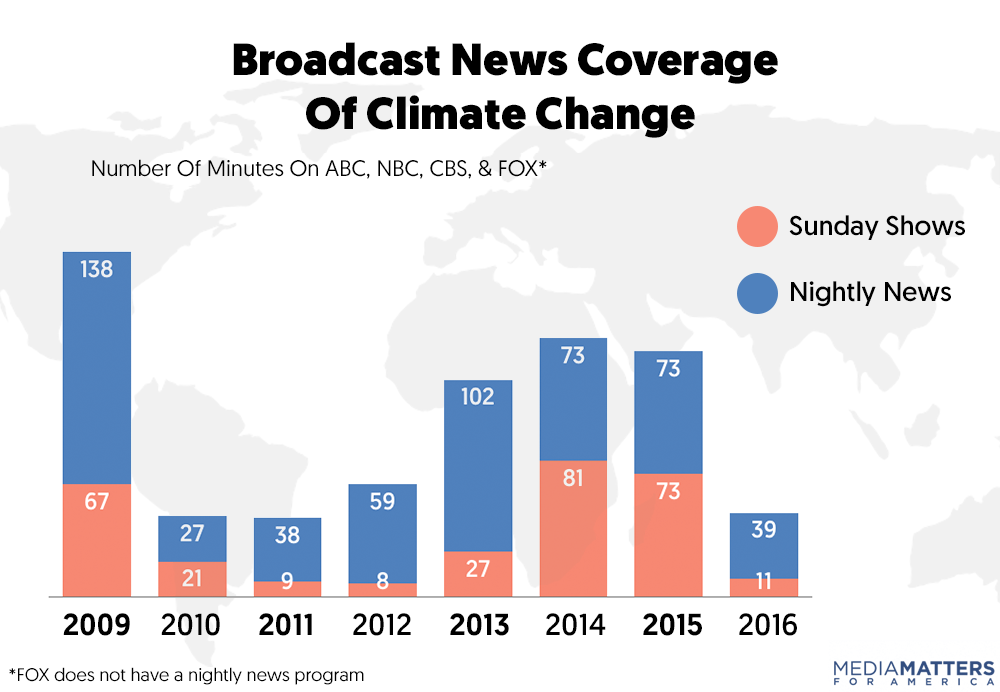 Broadcast News Coverage
Of Climate Change
Number Of Minutes On ABC, NBC, CBS, & FOX*
Sunday Shows
Nightly News
138
67
27
21
38
9
59
8
102
27
73
81
73
73
39
11
2009 2010 2011 2012 2013 2014 2015 2016
*FOX does not have a nightly news program
MEDIAMATTERS
FOR AMERICA